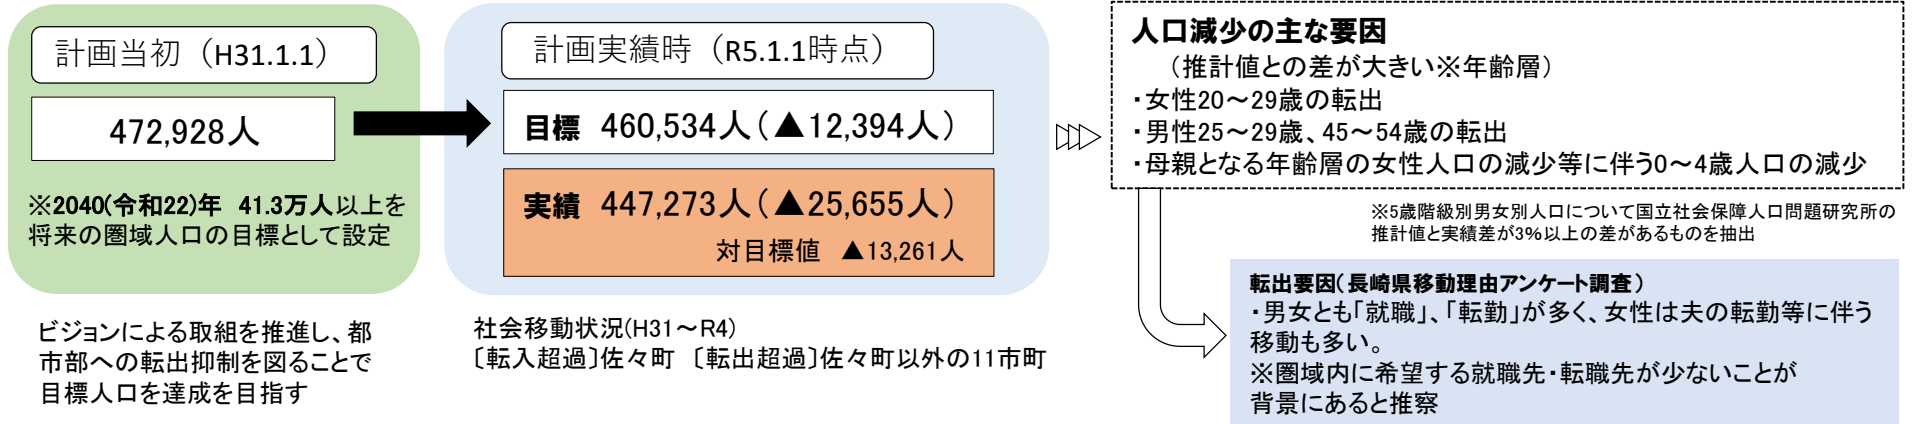 計画当初（H31.1.1）
472,928人
※2040(令和22)年　41.3万人以上を
将来の圏域人口の目標として設定
ビジョンによる取組を推進し、都
市部への転出抑制を図ることで
目標人口を達成を目指す
計画実績時（R5.1.1時点）
目標　460,534人（▲12,394人）
実績　447,273人（▲25,655人）
対目標値　▲13,261人
社会移動状況(H31～R4)
〔転入超過〕佐々町　〔転出超過〕佐々町以外の11市町
人口減少の主な要因
（推計値との差が大きい※年齢層）
・女性20～29歳の転出
・男性25～29歳、45～54歳の転出
・母親となる年齢層の女性人口の減少等に伴う0～4歳人口の減少
※5歳階級別男女別人口について国立社会保障人口問題研究所の
推計値と実績差が3%以上の差があるものを抽出
転出要因（長崎県移動理由アンケート調査）
・男女とも「就職」、「転勤」が多く、女性は夫の転勤等に伴う
移動も多い。
※圏域内に希望する就職先・転職先が少ないことが
背景にあると推察